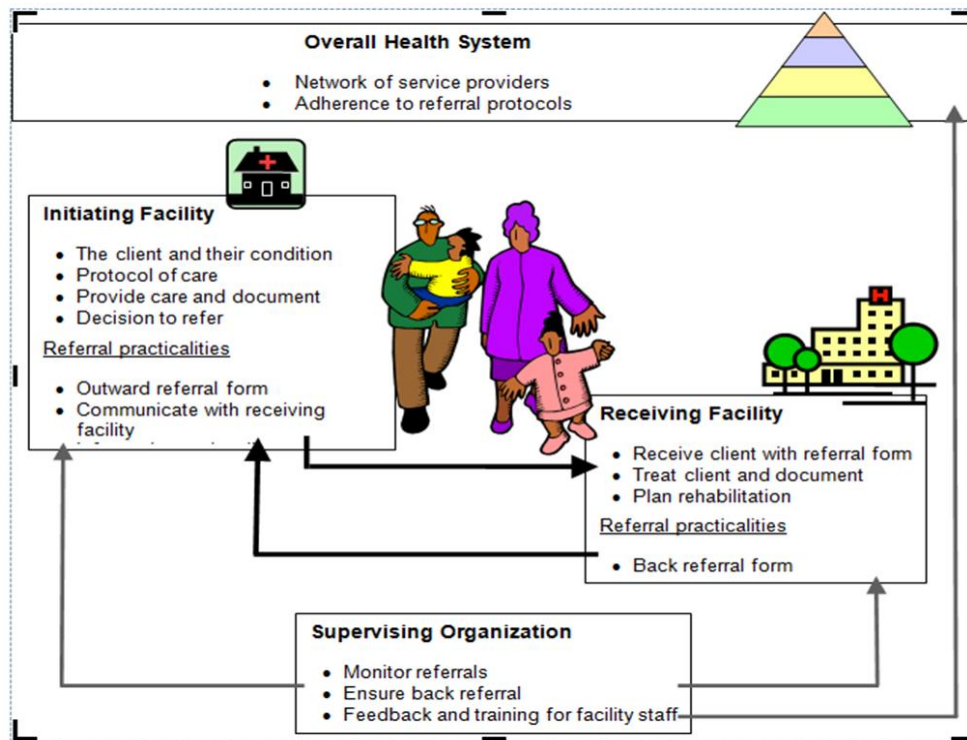 Overall Health System
• Network of service providers
• Adherence to referral protocols
Initiating Facility
• The client and their condition
• Protocol of care
• Provide care and document
• Decision to refer
Referral practicalities
• Outward referral form
• Communicate with receiving
facility
H
Receiving Facility
• Receive client with referral form
• Treat client and document
• Plan rehabilitation
Referral practicalities
• Back referral form
Supervising Organization
• Monitor referrals
• Ensure back referral
• Feedback and training for facility staff